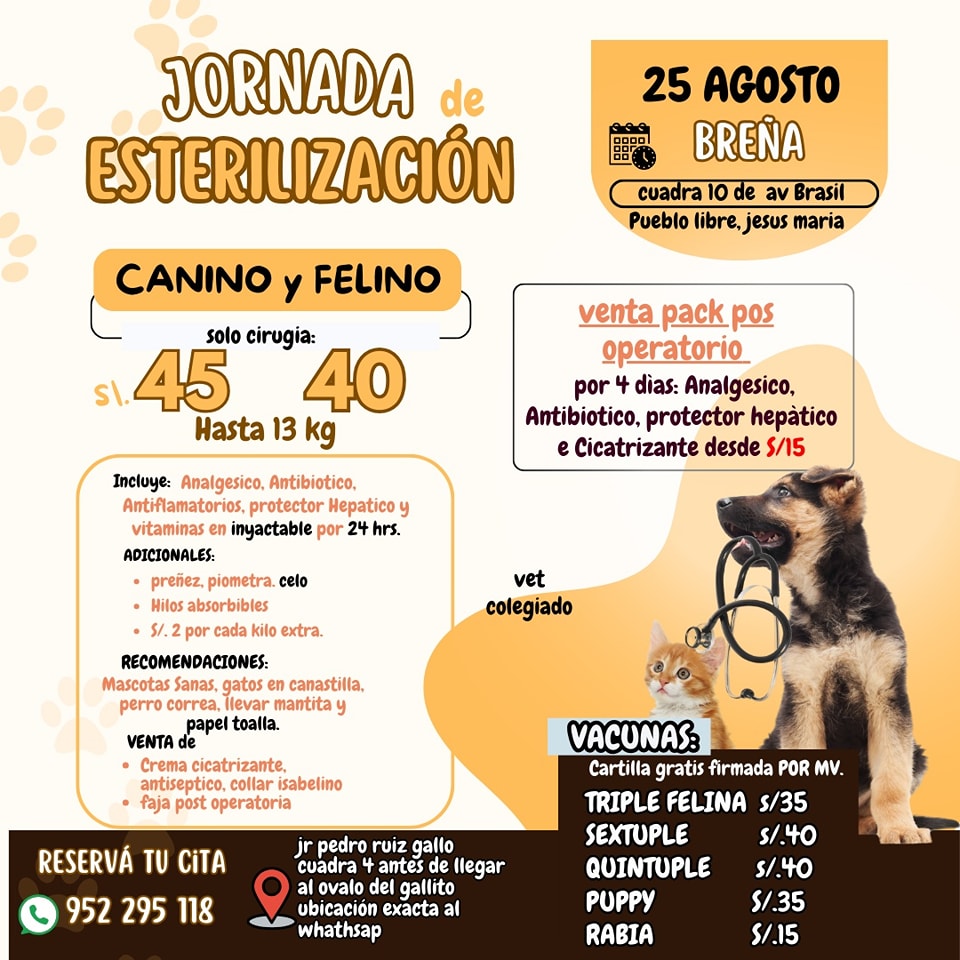 JORNADA de
ESTERILIZACIÓN
25 AGOSTO
BREÑA
cuadra 10 de av Brasil
Pueblo libre, jesus maria
CANINO y FELINO
solo cirugia:
s/. 45 40
Hasta 13 kg
venta pack pos
operatorio
por 4 dìas: Analgesico,
Antibiotico, protector hepàtico
e Cicatrizante desde S/15
Incluye: Analgesico, Antibiotico,
Antiflamatorios, protector Hepatico y
vitaminas en inyactable por 24 hrs.
ADICIONALES:
• preñez, piometra. celo
• Hilos absorbibles
• S/. 2 por cada kilo extra.
RECOMENDACIONES:
Mascotas Sanas, gatos en canastilla,
perro correa, llevar mantita y
papel toalla.
VENTA de
• Crema cicatrizante,
antiseptico, collar isabelino
• faja post operatoria
vet
colegiado
VACUNAS:
Cartilla gratis firmada POR MV.
TRIPLE FELINA s/35
SEXTUPLE s/.40
QUINTUPLE s/.40
PUPPY S/.35
RABIA S/.15
RESERVÁ TU CiTA
952 295 118
jr pedro ruiz gallo
cuadra 4 antes de llegar
al ovalo del gallito
ubicación exacta al
whathsap